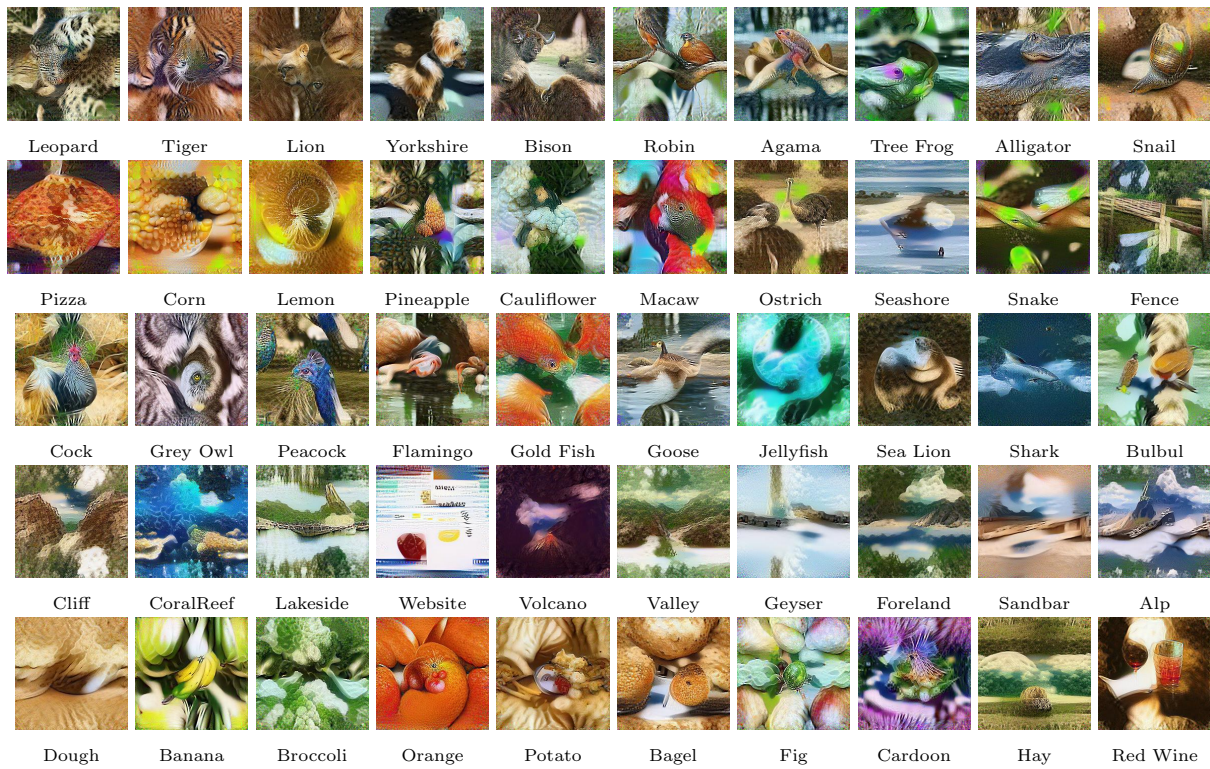 Leopard Tiger Lion Yorkshire Bison Robin Agama Tree Frog Alligator Snail
Pizza Corn Lemon Pineapple Cauliflower Macaw Ostrich Seashore Snake Fence
Cock Grey Owl Peacock Flamingo Gold Fish Goose Jellyfish Sea Lion Shark Bulbul
Cliff CoralReef Lakeside Website Volcano Valley Geyser Foreland Sandbar Alp
Dough Banana Broccoli Orange Potato Bagel Fig Cardoon Hay Red Wine